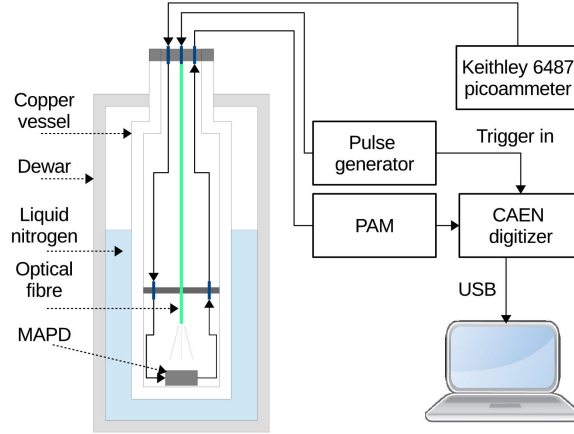 Keithley 6487
picoammeter
Copper
vessel
Pulse
generator
Trigger in
Dewar
PAM
CAEN
digitizer
Liquid
nitrogen
Optical
fibre
USB
MAPD